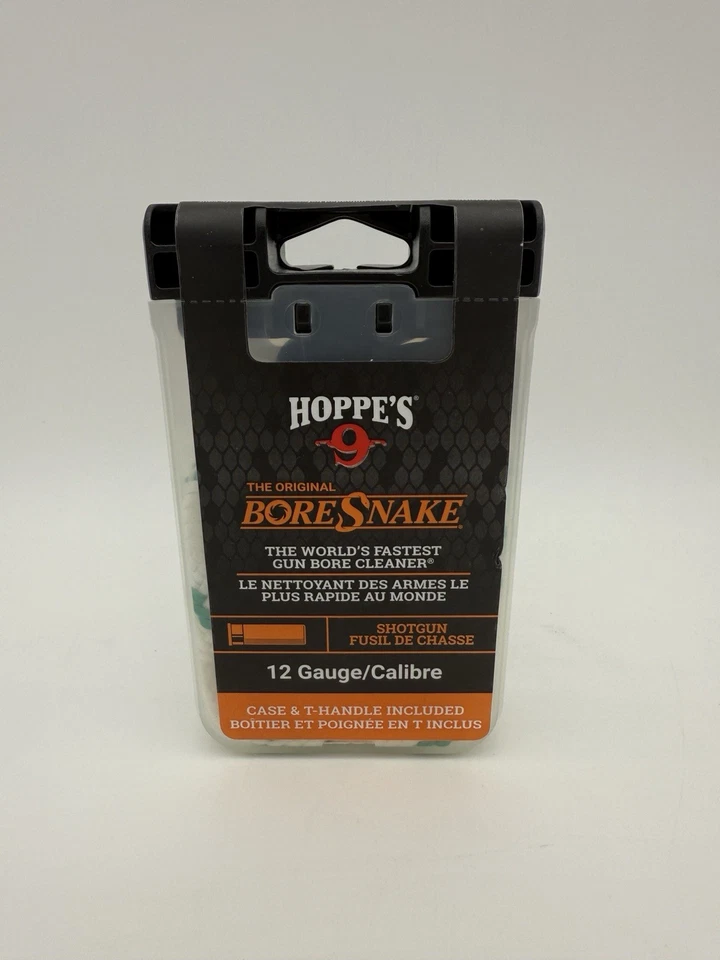 HOPPE'S®
9
THE ORIGINAL
BORESNAKE®
THE WORLD'S FASTEST
GUN BORE CLEANER®
LE NETTOYANT DES ARMES LE
PLUS RAPIDE AU MONDE
SHOTGUN
FUSIL DE CHASSE
12 Gauge/Calibre
CASE & T-HANDLE INCLUDED
BOÎTIER ET POIGNÉE EN T INCLUS